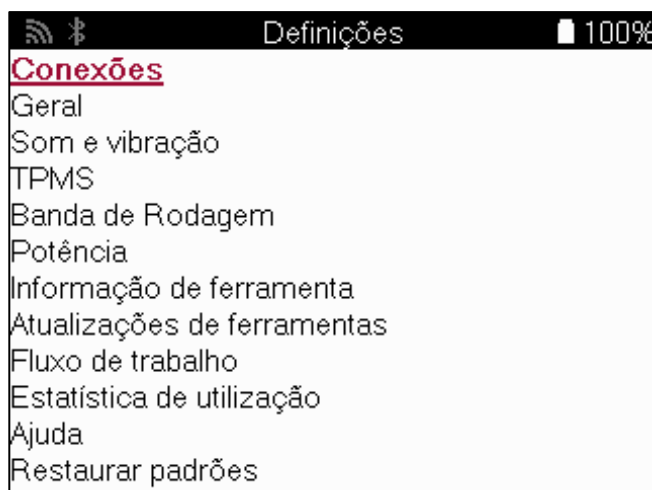 Definições 100%
Conexões
Geral
Som e vibração
TPMS
Banda de Rodagem
Potência
Informação de ferramenta
Atualizações de ferramentas
Fluxo de trabalho
Estatística de utilização
Ajuda
Restaurar padrões